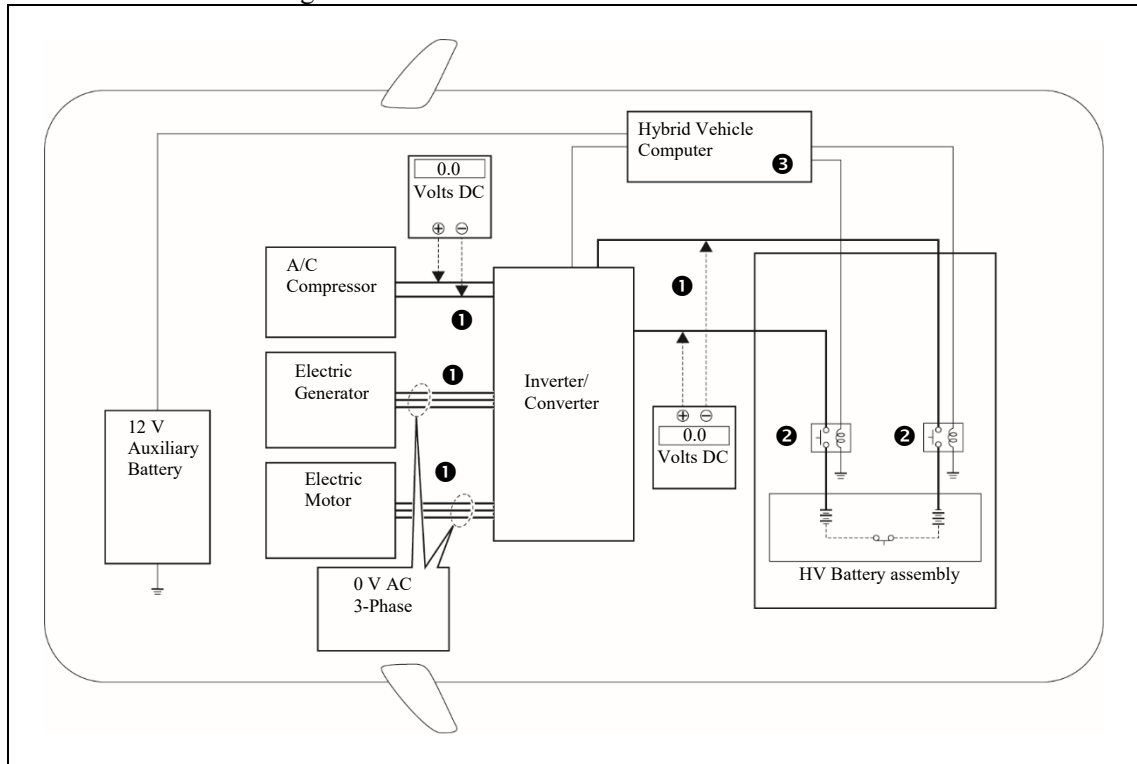 Hybrid Vehicle
Computer
❸
0.0
Volts DC
⊕ ⊖
A/C
Compressor
❶
❶
Electric
Generator
❶
Inverter/
Converter
12 V
Auxiliary
Battery
Electric
Motor
❶
⊕ ⊖
0.0
Volts DC
❷
❷
0 V AC
3-Phase
HV Battery assembly